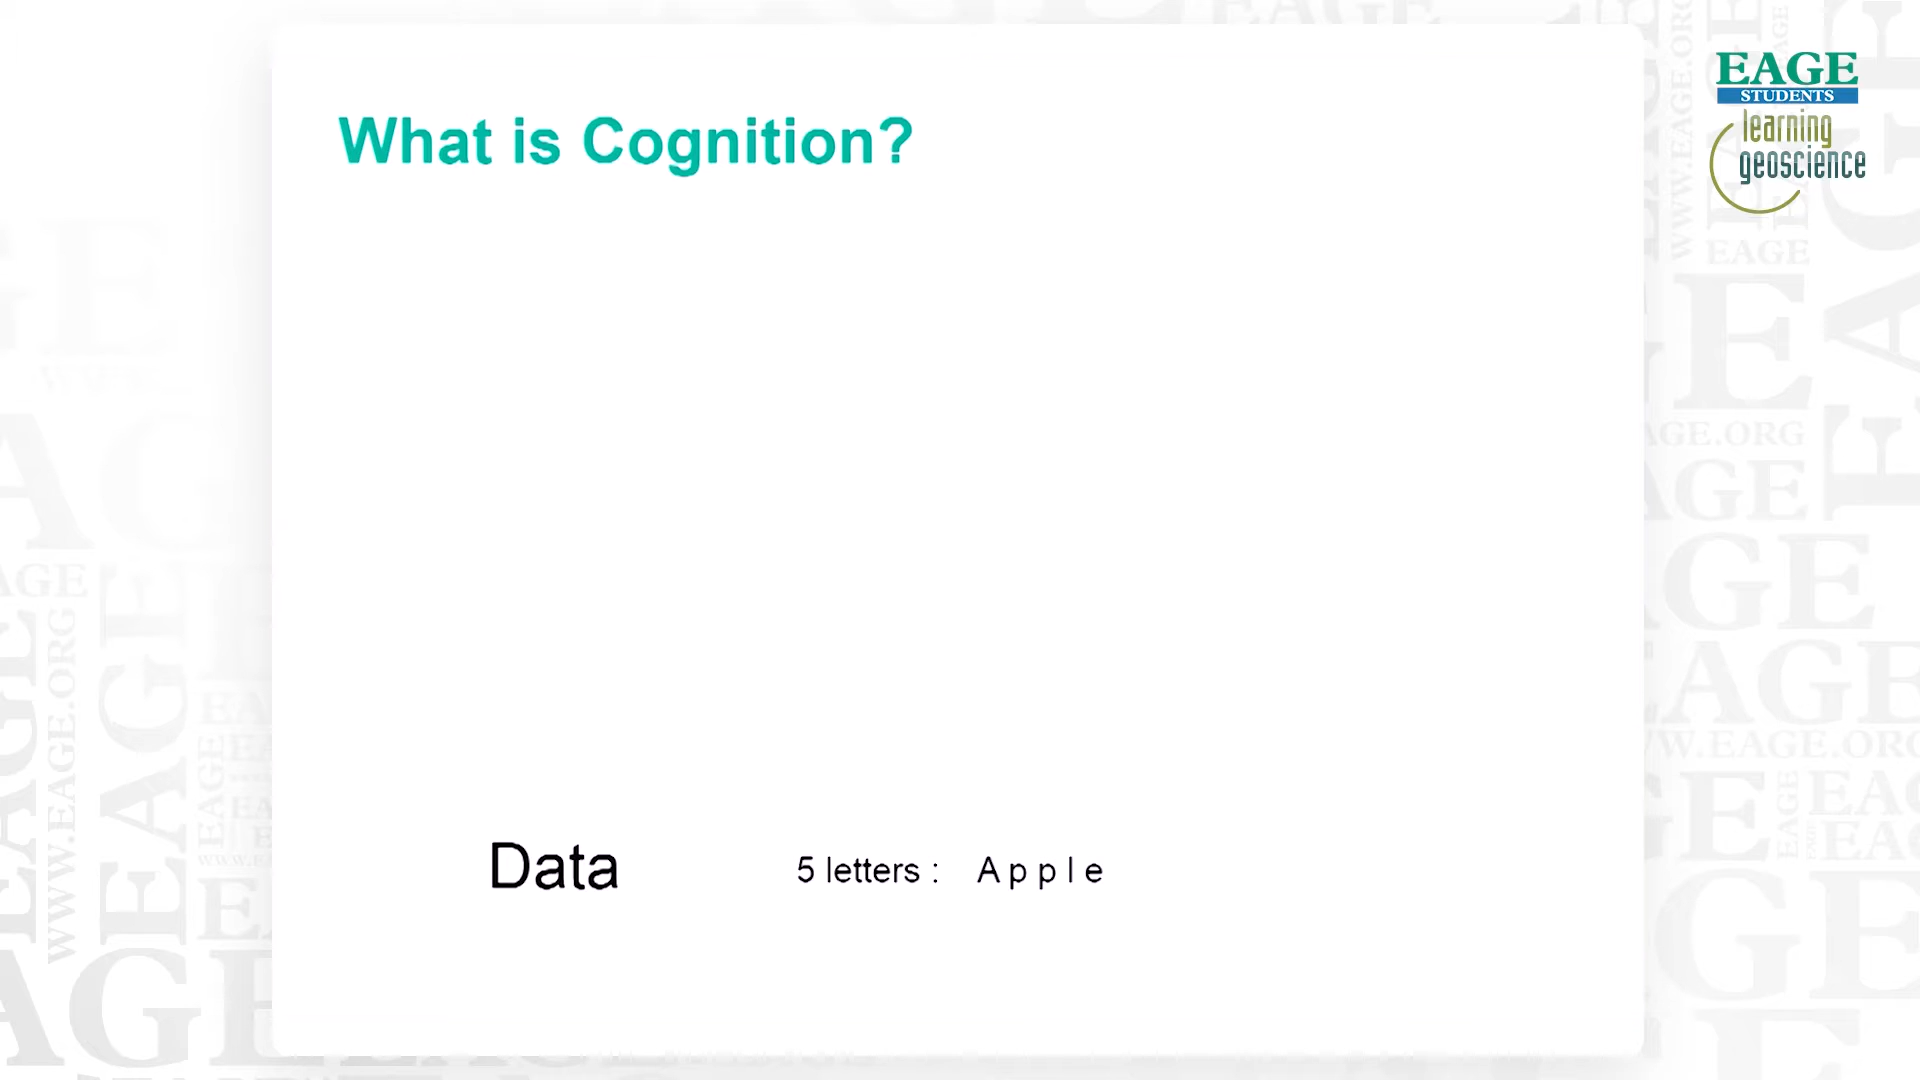 What is Cognition?
EAGE
STUDENTS
learning
geoscience
Data 5 letters : A p p l e